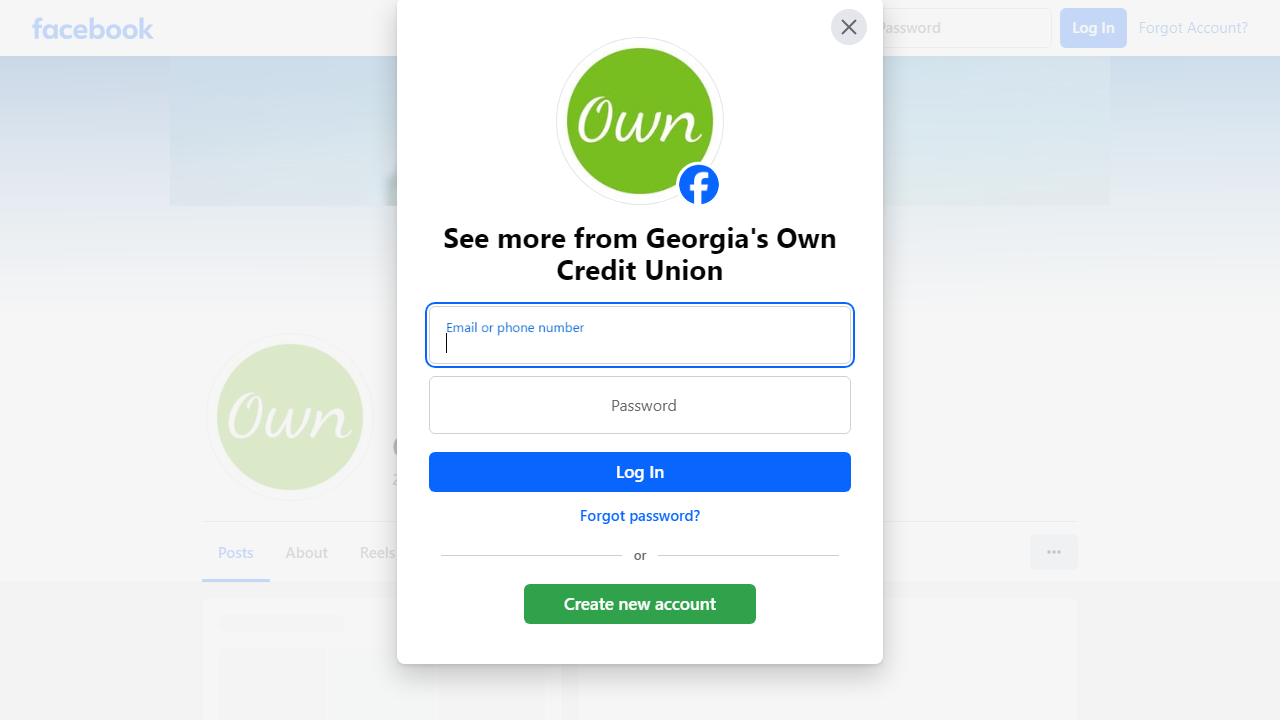 facebook
Password
Log In
Forgot Account?
Own
See more from Georgia's Own
Credit Union
Email or phone number
Password
Log In
Forgot password?
or
Create new account
Own
Posts
About
Reels